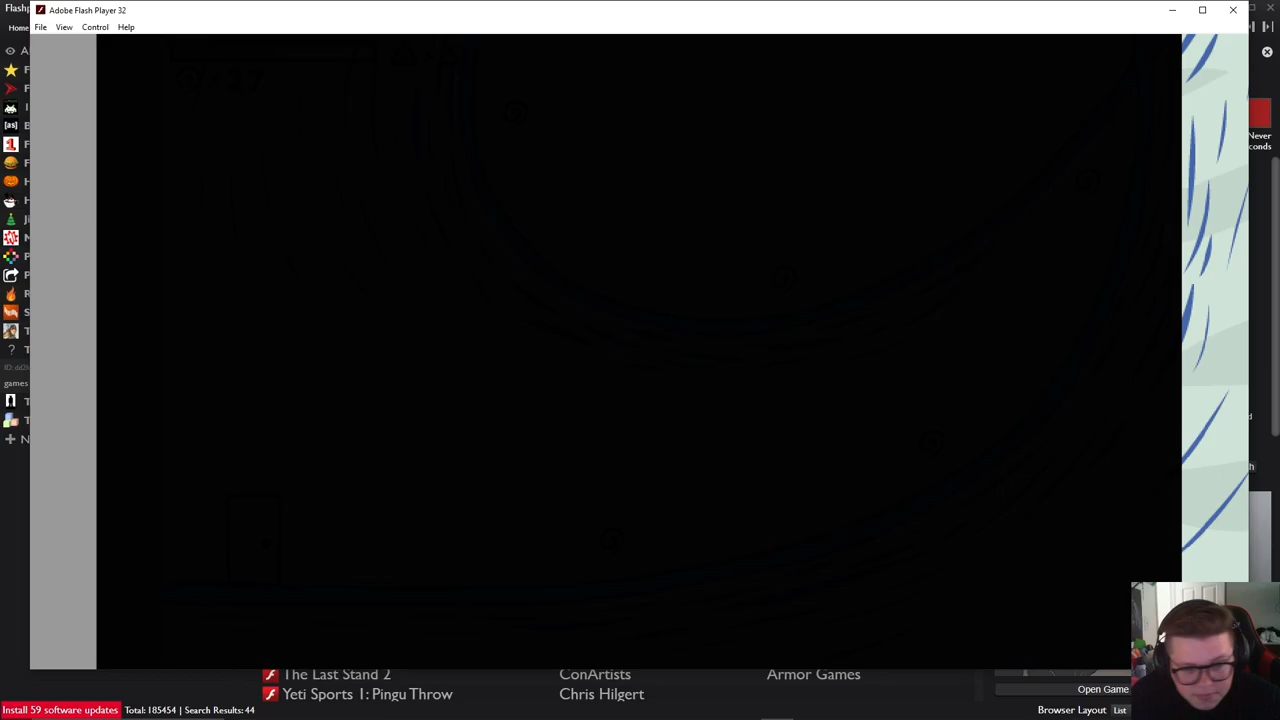 Flashp
Adobe Flash Player 32
File View Control Help
Home
[as]
Never
conds
games
The Last Stand 2 ConArtists Armor Games
Yeti Sports 1: Pingu Throw Chris Hilgert
Open Game
Install 59 software updates Total: 185454 | Search Results: 44 Browser Layout List